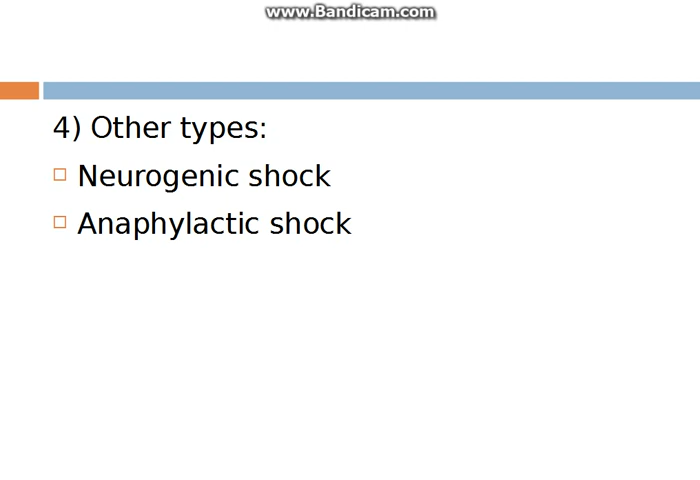 www.Bandicam.com
4) Other types:
Neurogenic shock
Anaphylactic shock